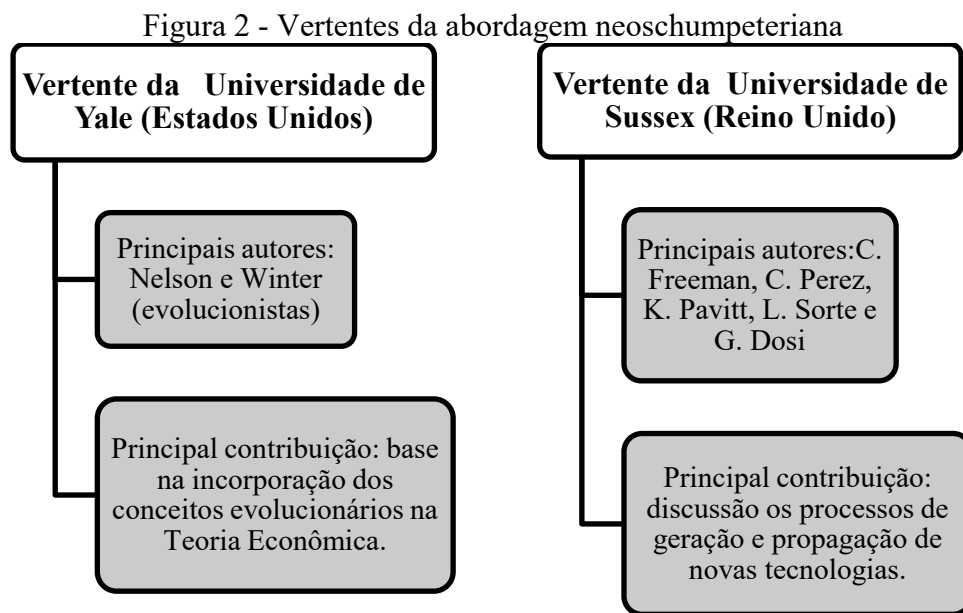 Figura 2 - Vertentes da abordagem neoschumpeteriana
Vertente da Universidade de
Yale (Estados Unidos)
Principais autores:
Nelson e Winter
(evolucionistas)
Principal contribuição: base
na incorporação dos
conceitos evolucionários na
Teoria Econômica.
Vertente da Universidade de
Sussex (Reino Unido)
Principais autores:C.
Freeman, C. Perez,
K. Pavitt, L. Sorte e
G. Dosi
Principal contribuição:
discussão os processos de
geração e propagação de
novas tecnologias.